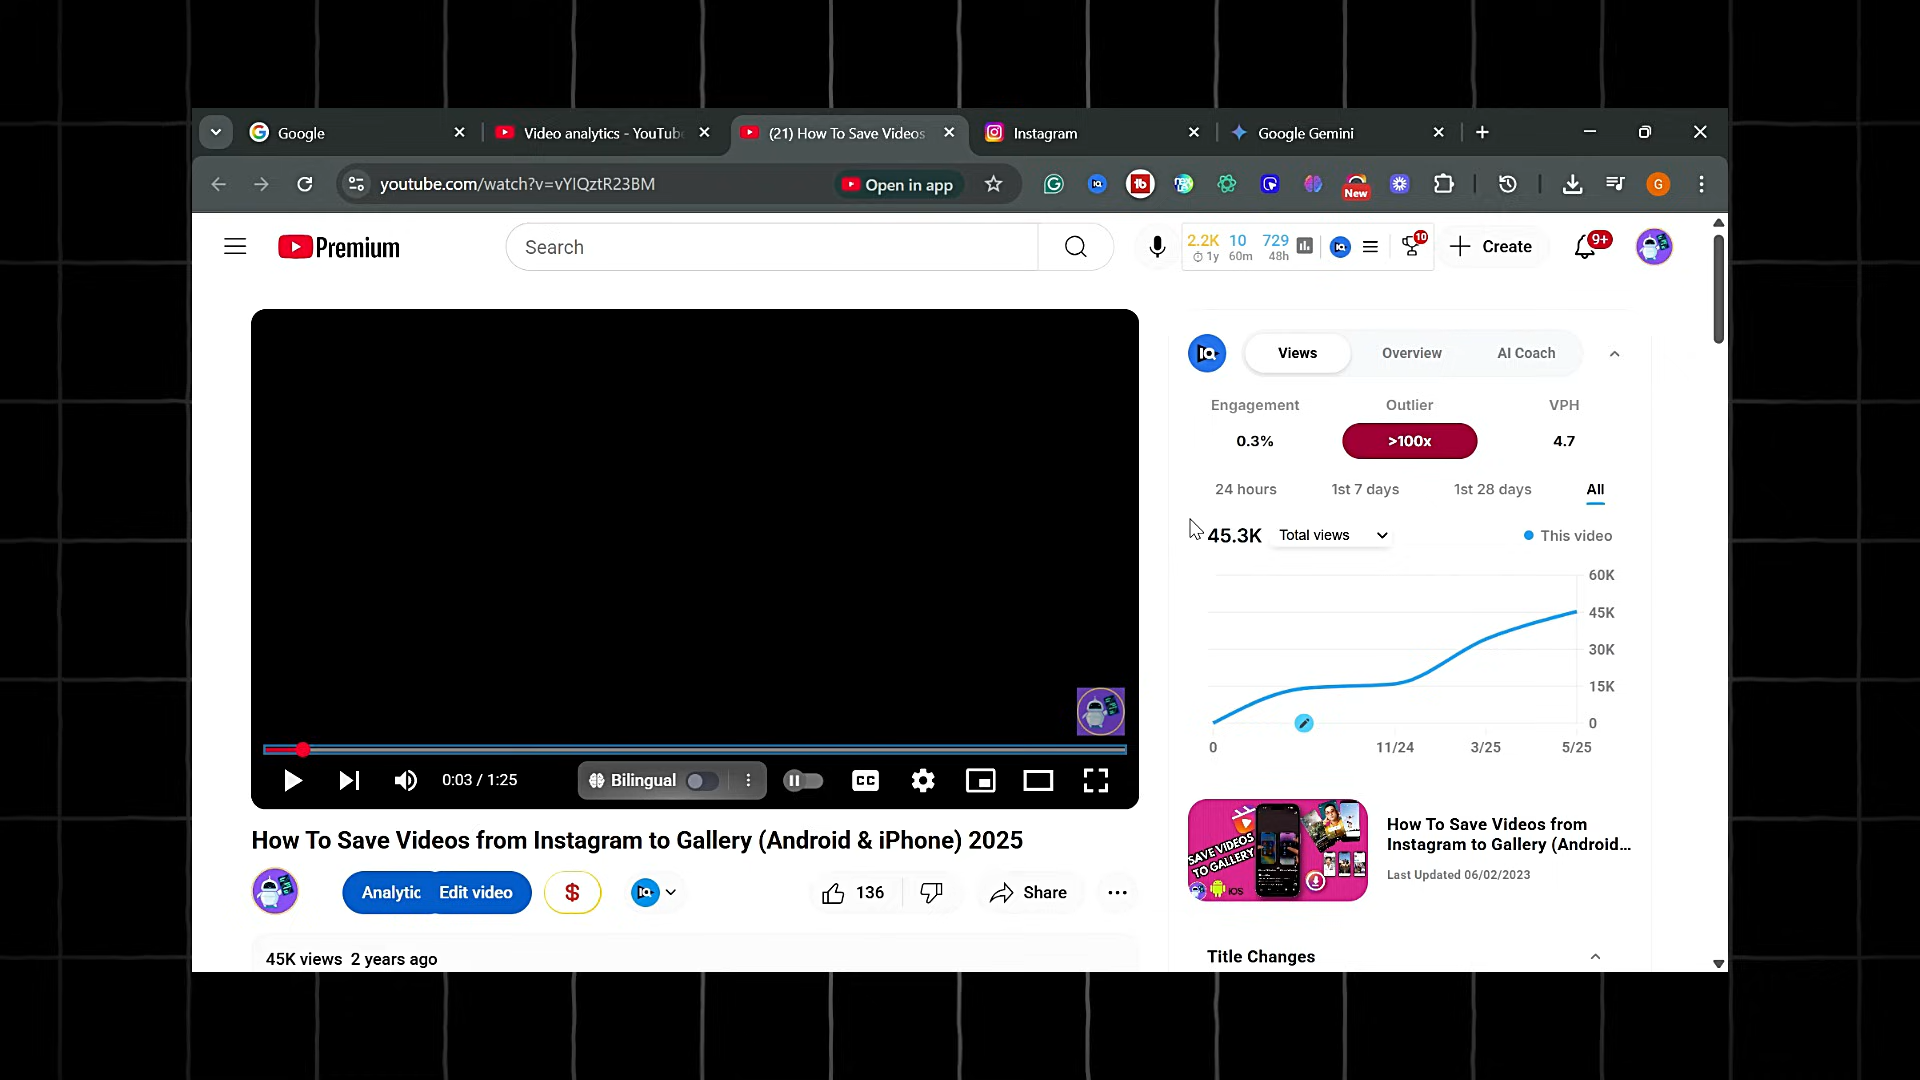 Google
Video analytics - YouTub
(21) How To Save Videos
Instagram
Google Gemini
youtube.com/watch?v=vYIQztR23BM
Open in app
New
G
Premium
Search
2.2K 10 729
1y 60m 48h
10
Create
9+
IQ
Views
Overview
AI Coach
Engagement
Outlier
VPH
0.3%
>100x
4.7
24 hours
1st 7 days
1st 28 days
All
45.3K
Total views
This video
60K
45K
30K
15K
0
0
11/24
3/25
5/25
0:03 / 1:25
Bilingual
CC
How To Save Videos from Instagram to Gallery (Android & iPhone) 2025
Analytic
Edit video
$
136
Share
45K views 2 years ago
SAVE VIDEOS
TO GALLERY
iOS
How To Save Videos from
Instagram to Gallery (Android...
Last Updated 06/02/2023
Title Changes